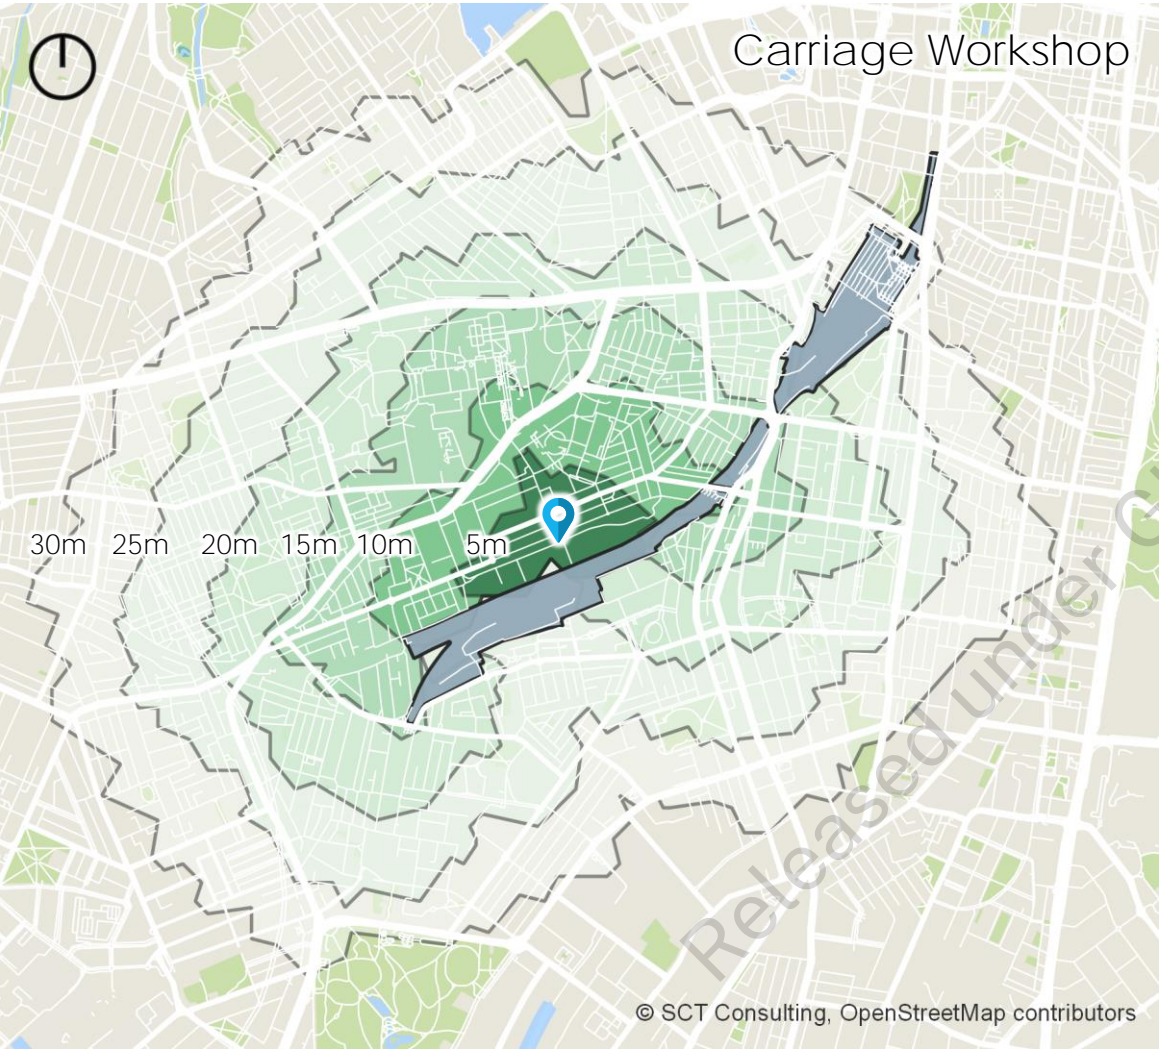 Carriage Workshop
30m 25m 20m 15m 10m 5m
Released under
© SCT Consulting, OpenStreetMap contributors